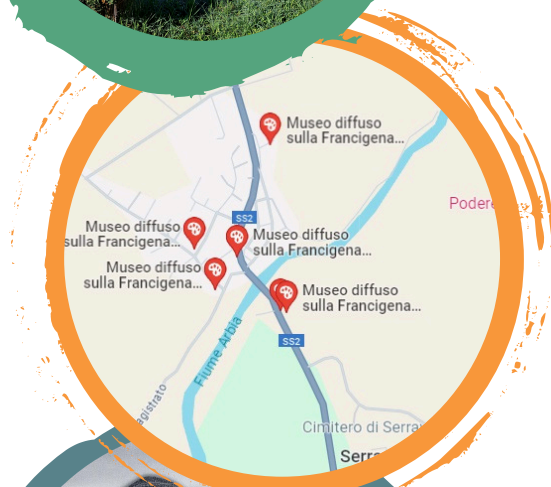 Museo diffuso
sulla Francigena...
Podere
SS2
Museo diffuso
sulla Francigena...
Museo diffuso
sulla Francigena...
Museo diffuso
sulla Francigena...
Museo diffuso
sulla Francigena...
Fiume Arbia
SS2
agistrato
Cimitero di Serra
Serra